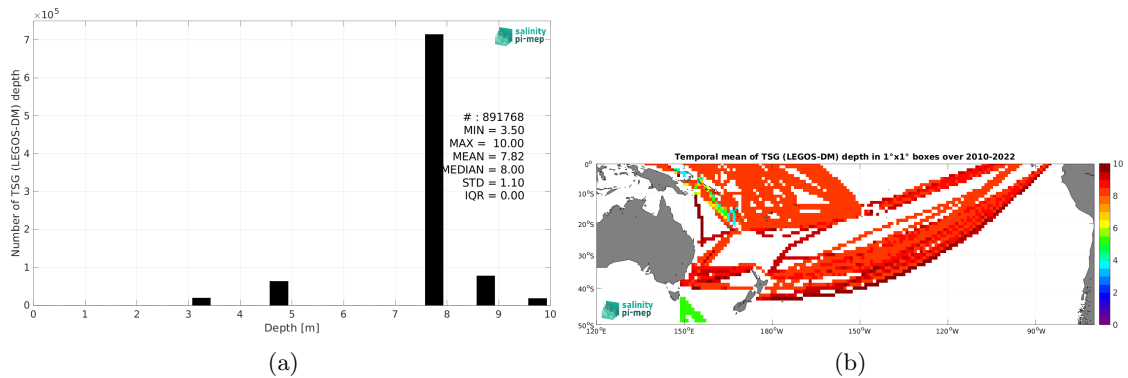 ×10⁵
7
6
5
4
3
2
1
0
Number of TSG (LEGOS-DM) depth
salinity
pi-mep
# : 891768
MIN = 3.50
MAX = 10.00
MEAN = 7.82
MEDIAN = 8.00
STD = 1.10
IQR = 0.00
0 1 2 3 4 5 6 7 8 9 10
Depth [m]
(a)
Temporal mean of TSG (LEGOS-DM) depth in 1°x1° boxes over 2010-2022
0°
10°S
20°S
30°S
40°S
50°S
120°E 150°E 180°W 150°W 120°W 90°W
salinity
pi-mep
10
8
6
4
2
0
(b)